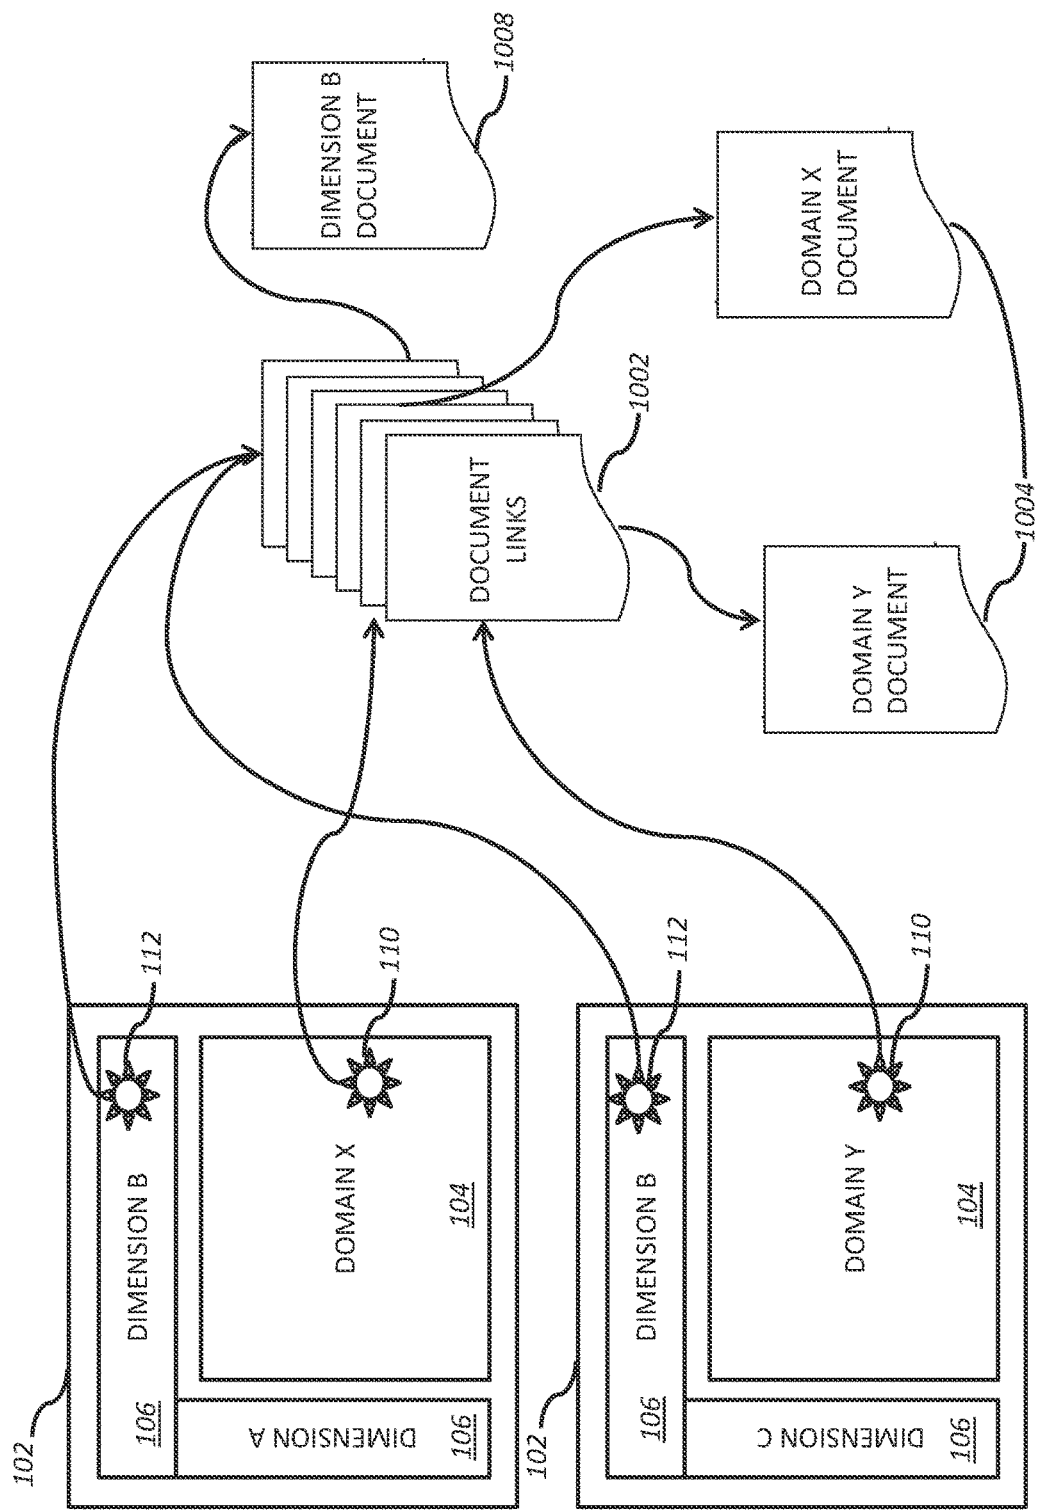 102
DIMENSION B
106
112
DIMENSION A
106
DOMAIN X
104
110
102
DIMENSION B
106
112
DIMENSION C
106
DOMAIN Y
104
110
DOCUMENT
LINKS
1002
DIMENSION B
DOCUMENT
1008
DOMAIN X
DOCUMENT
DOMAIN Y
DOCUMENT
1004